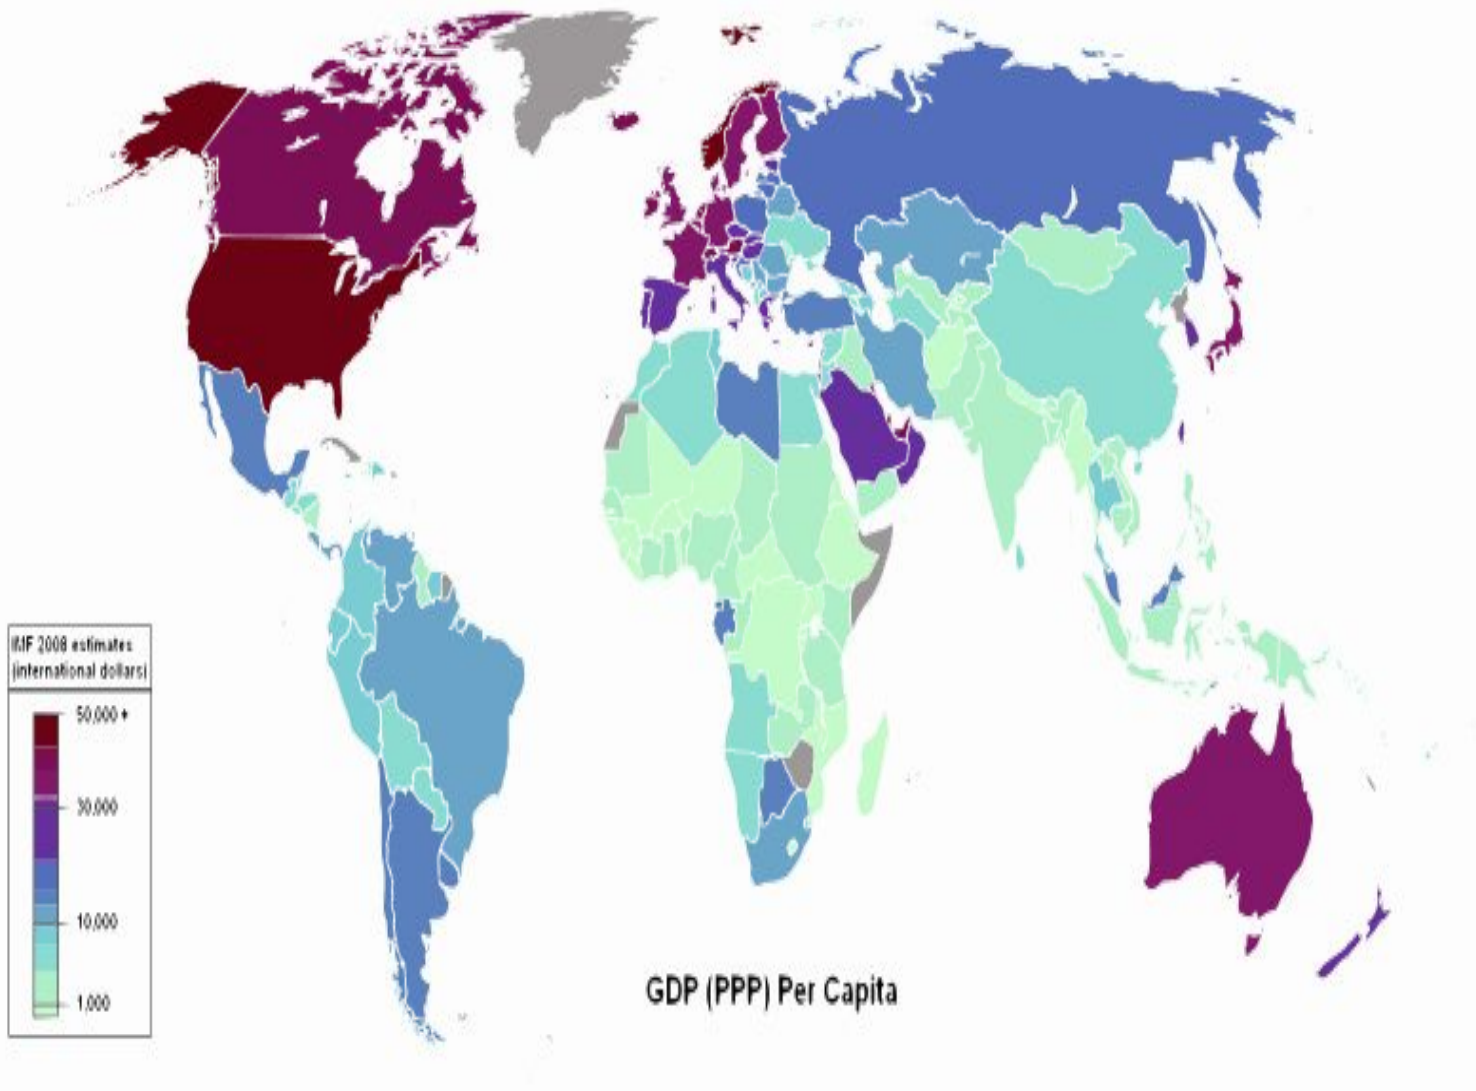 IMF 2008 estimates
(international dollars)
50,000 +
30,000
10,000
1,000
GDP (PPP) Per Capita